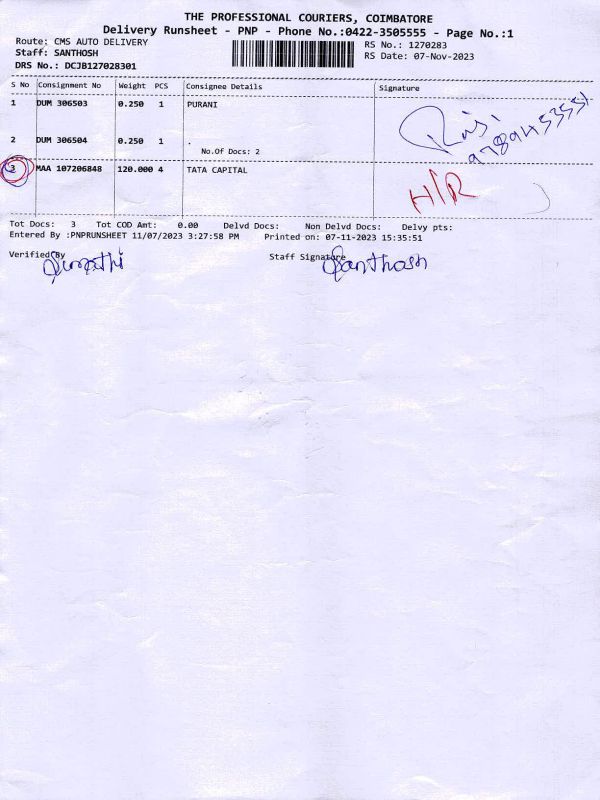 THE PROFESSIONAL COURIERS, COIMBATORE
Delivery Runsheet - PNP - Phone No.:0422-3505555 - Page No.:1
Route: CMS AUTO DELIVERY
RS No.: 1270283
Staff: SANTHOSH
RS Date: 07-Nov-2023
DRS No.: DCJB127028301
S No Consignment No Weight PCS Consignee Details Signature
1 DUM 306503 0.250 1 PURANI
2 DUM 306504 0.250 1 .
No.Of Docs: 2
3 MAA 107206848 120.000 4 TATA CAPITAL
H/R
Tot Docs: 3 Tot COD Amt: 0.00 Delvd Docs: Non Delvd Docs: Delvy pts:
Entered By :PNPRUNSHEET 11/07/2023 3:27:58 PM Printed on: 07-11-2023 15:35:51
Verified By
Staff Signature
Santhosh